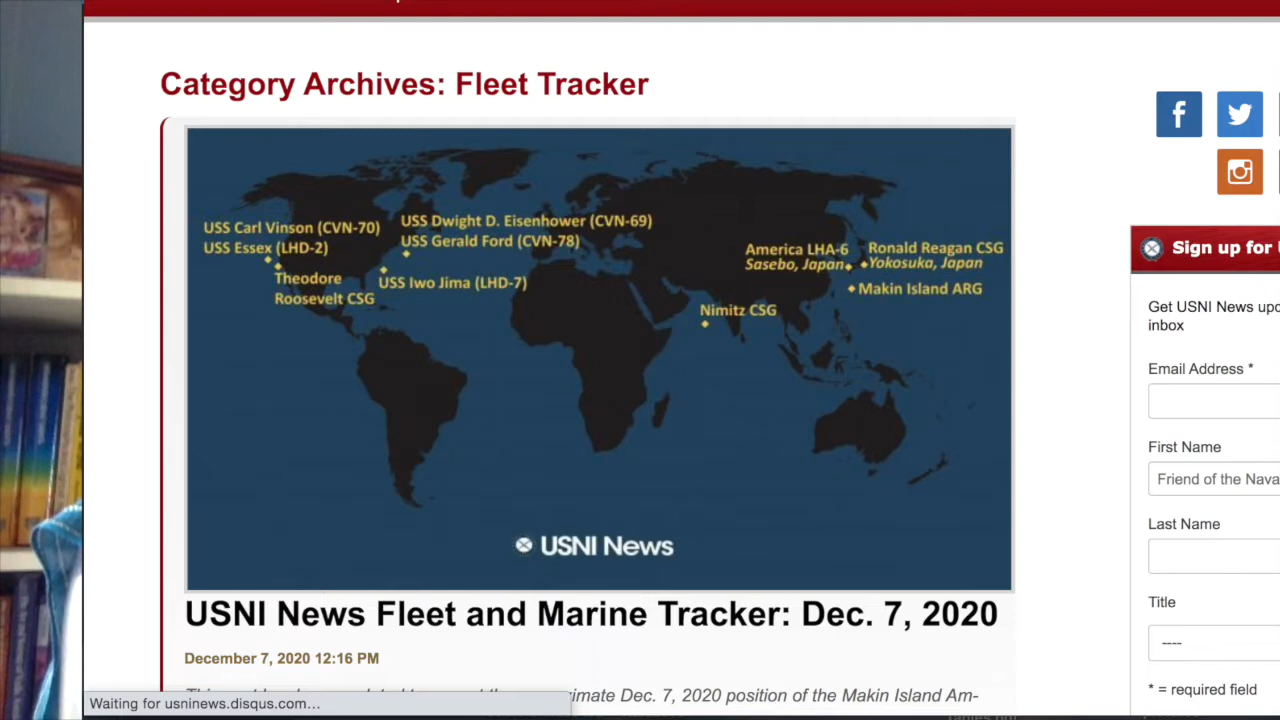 Category Archives: Fleet Tracker
USS Carl Vinson (CVN-70)
USS Essex (LHD-2)
Theodore
Roosevelt CSG
USS Dwight D. Eisenhower (CVN-69)
USS Gerald Ford (CVN-78)
USS Iwo Jima (LHD-7)
America LHA-6
Sasebo, Japan
Ronald Reagan CSG
Yokosuka, Japan
Makin Island ARG
Nimitz CSG
USNI News
USNI News Fleet and Marine Tracker: Dec. 7, 2020
December 7, 2020 12:16 PM
Dec. 7, 2020 position of the Makin Island Am-
Waiting for usninews.disqus.com...
f
Sign up for
Get USNI News
inbox
Email Address *
First Name
Friend of the Nava
Last Name
Title
----
* = required field